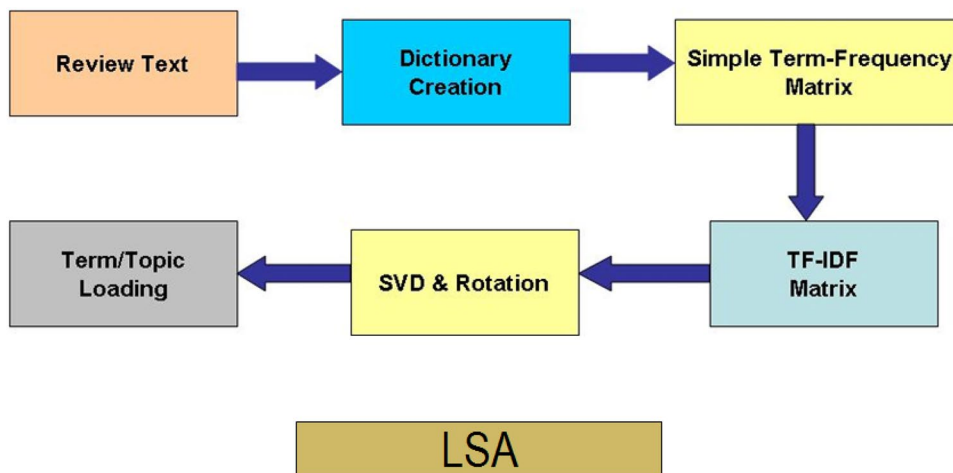 Review Text
Dictionary
Creation
Simple Term-Frequency
Matrix
TF-IDF
Matrix
SVD & Rotation
Term/Topic
Loading
LSA